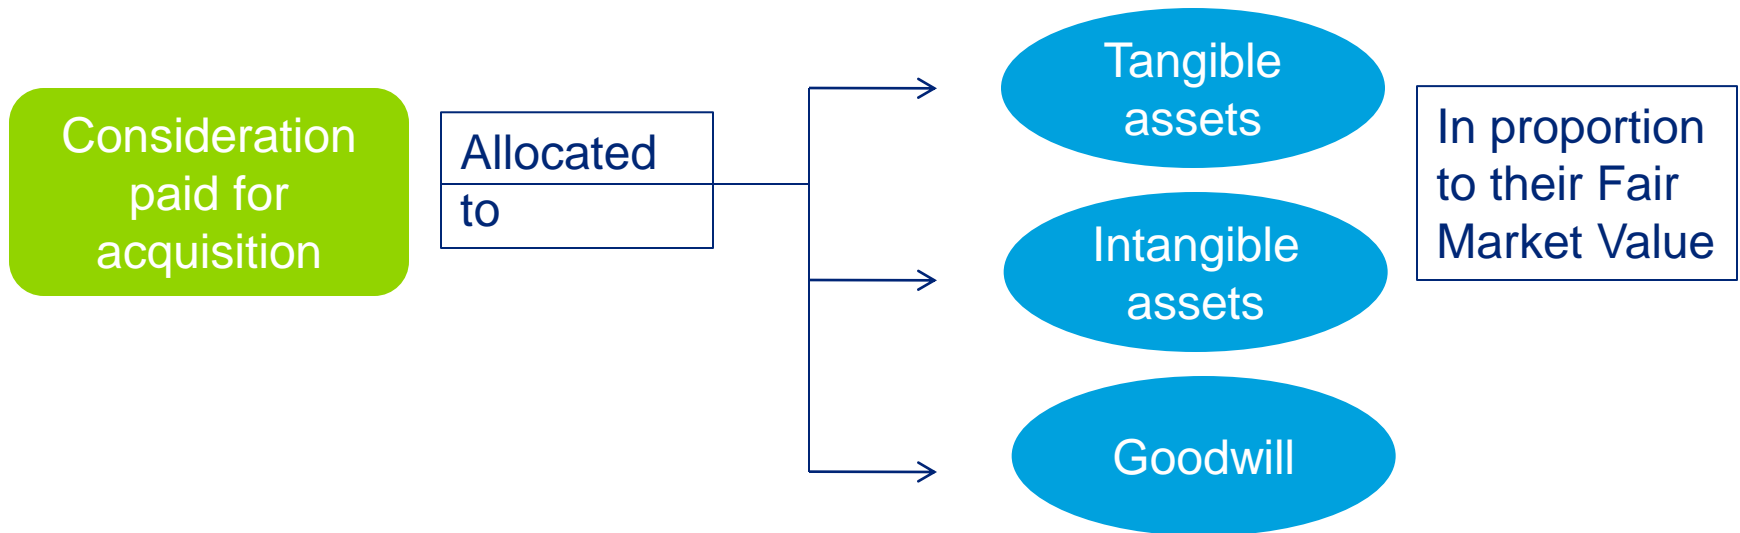 Consideration
paid for
acquisition
Allocated
to
Tangible
assets
Intangible
assets
Goodwill
In proportion
to their Fair
Market Value